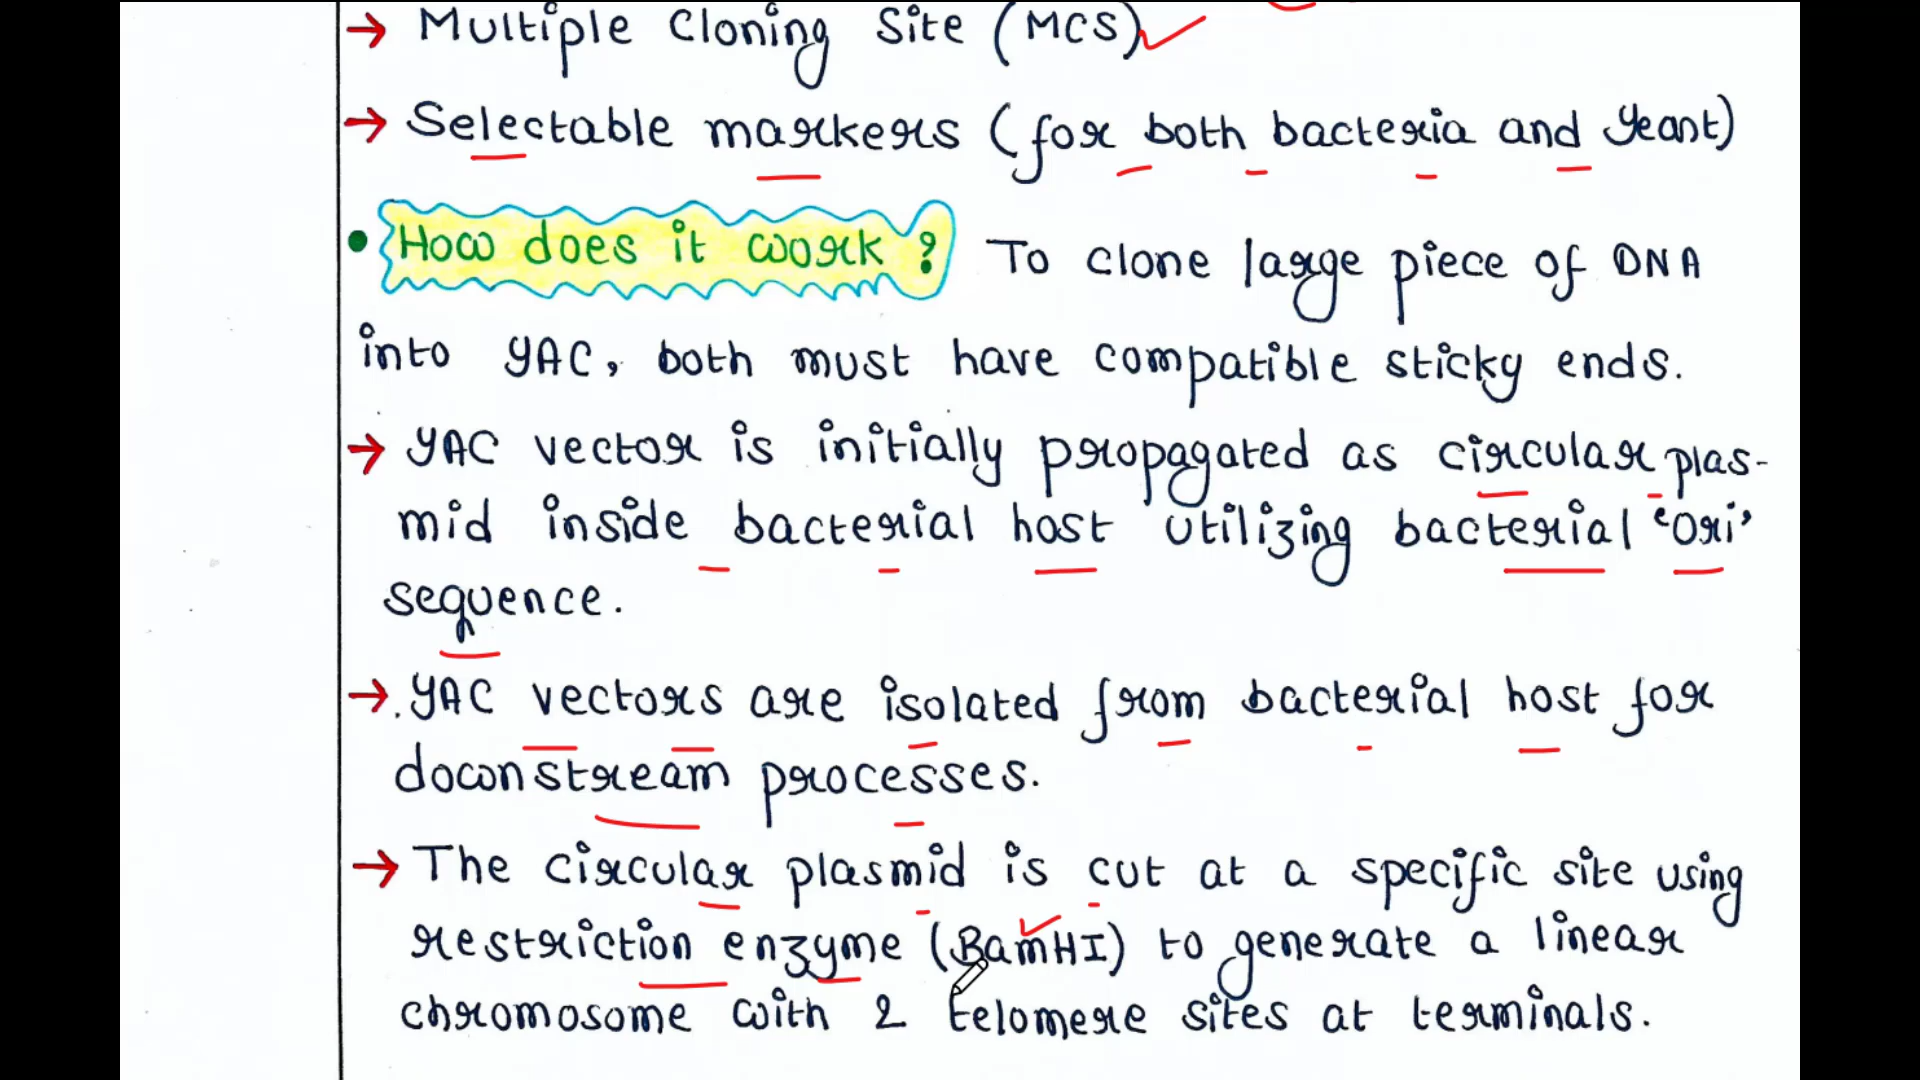 → Multiple Cloning Site (MCS)
→ Selectable markers (for both bacteria and yeast)
• How does it work? To clone large piece of DNA
into YAC, both must have compatible sticky ends.
→ YAC vector is initially propagated as circular plas-
mid inside bacterial host utilizing bacterial 'Ori'
sequence.
→ YAC vectors are isolated from bacterial host for
downstream processes.
→ The circular plasmid is cut at a specific site using
restriction enzyme (BamHI) to generate a linear
chromosome with 2 telomere sites at terminals.